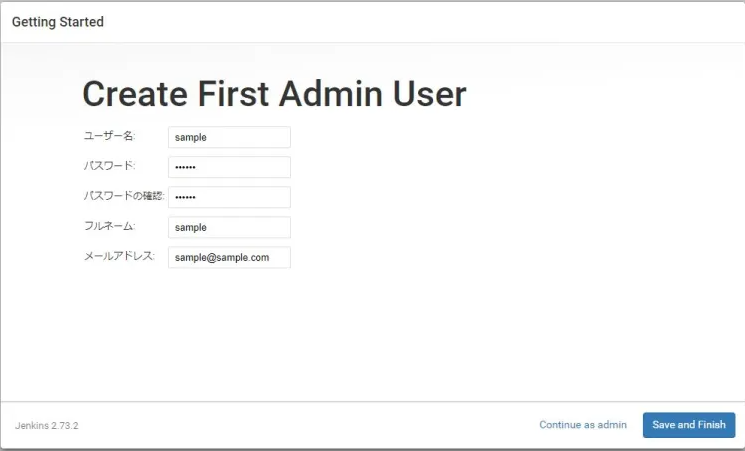 Getting Started
Create First Admin User
ユーザー名: sample
パスワード: ••••••
パスワードの確認: ••••••
フルネーム: sample
メールアドレス: sample@sample.com
Jenkins 2.73.2 Continue as admin Save and Finish